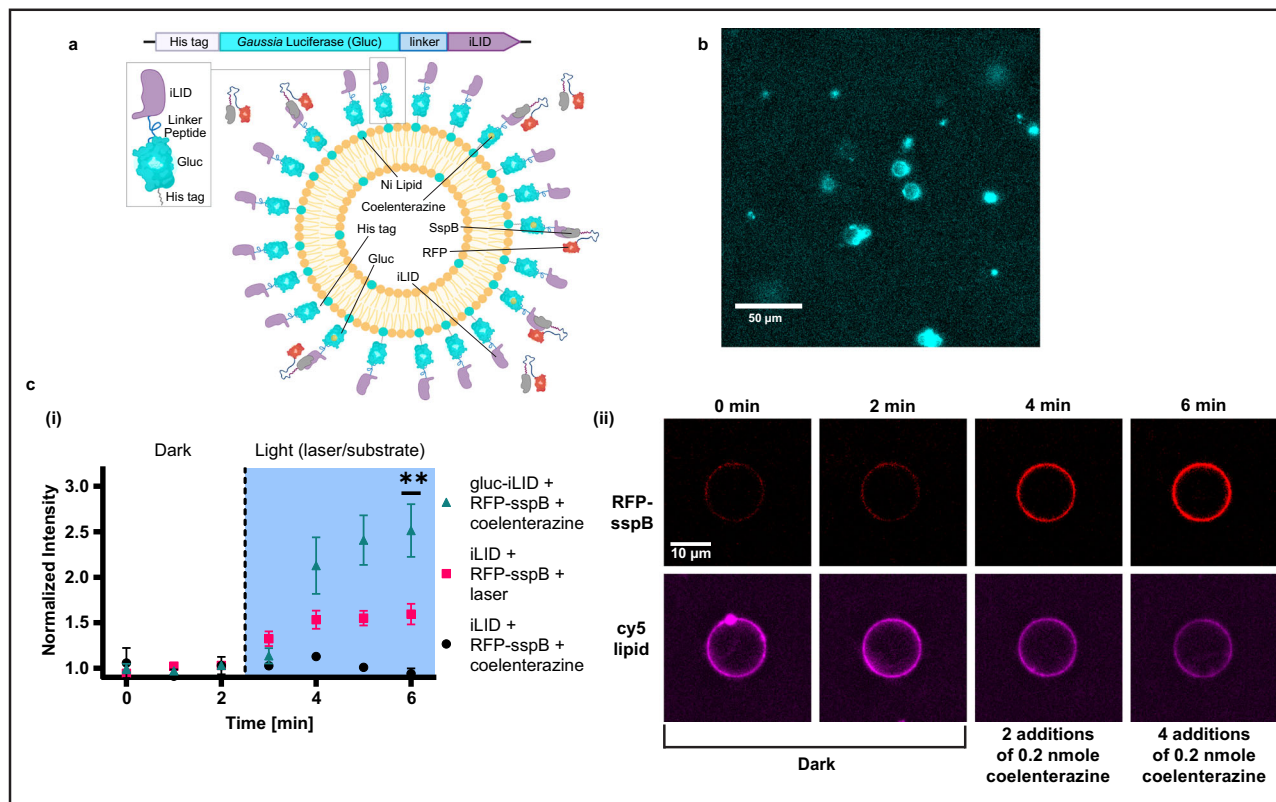 a
His tag
Gaussia Luciferase (Gluc)
linker
iLID
iLID
Linker
Peptide
Gluc
His tag
Ni Lipid
Coelenterazine
His tag
SspB
Gluc
RFP
iLID
b
50 µm
c
(i)
Dark
Light (laser/substrate)
**
Normalized Intensity
3.0
2.5
2.0
1.5
1.0
0
2
4
6
Time [min]
gluc-iLID +
RFP-sspB +
coelenterazine
iLID +
RFP-sspB +
laser
iLID +
RFP-sspB +
coelenterazine
(ii)
0 min
2 min
4 min
6 min
RFP-
sspB
10 µm
cy5
lipid
Dark
2 additions
of 0.2 nmole
coelenterazine
4 additions
of 0.2 nmole
coelenterazine